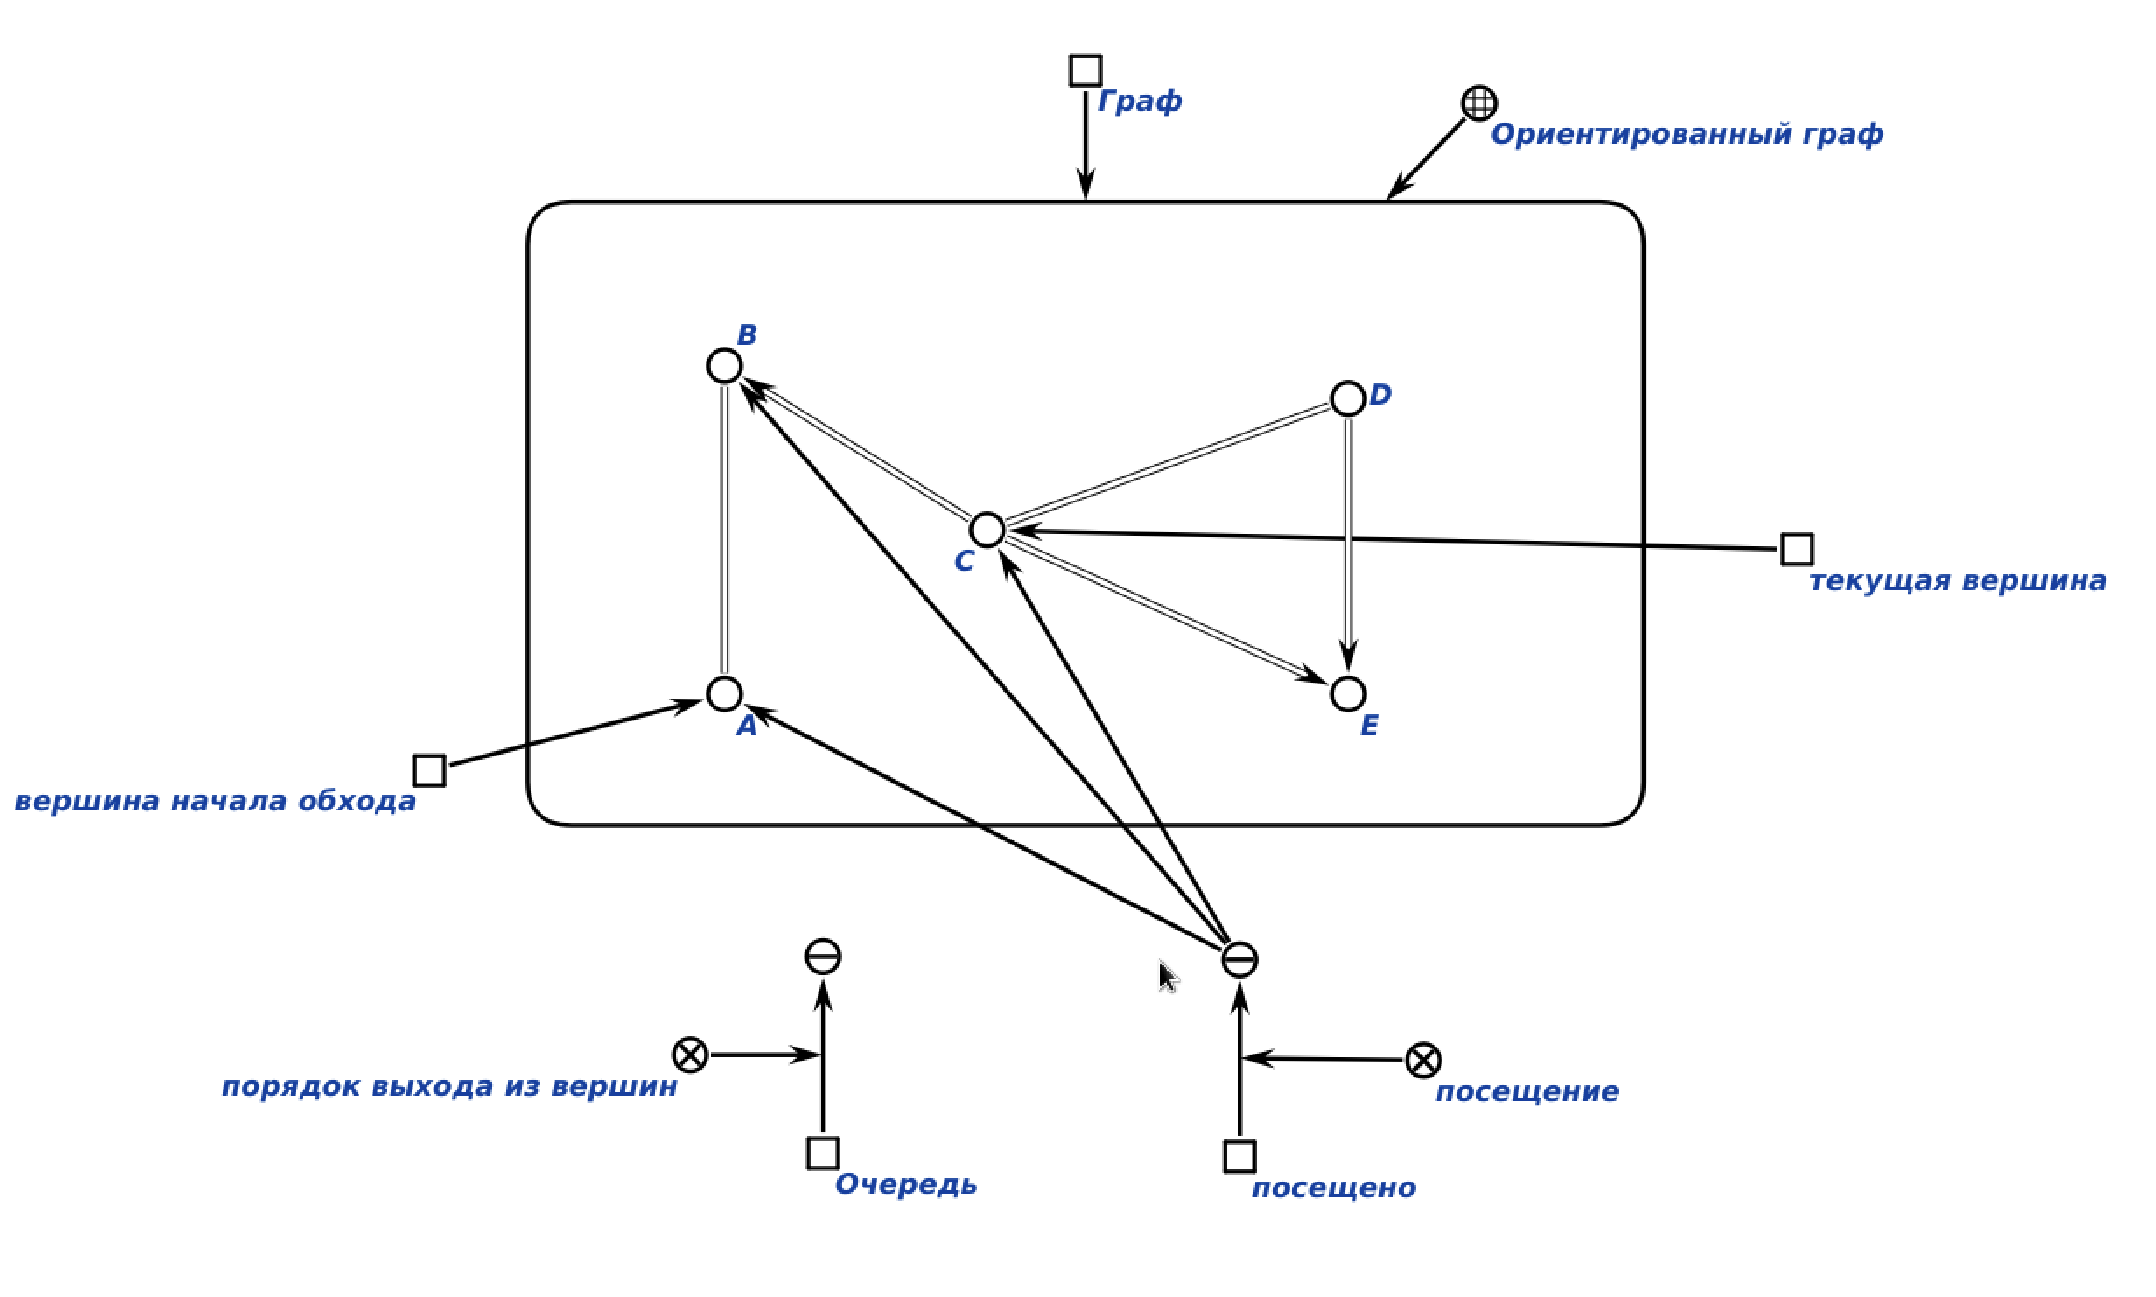 Граф
Ориентированный граф
B
D
C
текущая вершина
A
E
вершина начала обхода
порядок выхода из вершин
посещение
Очередь
посещено